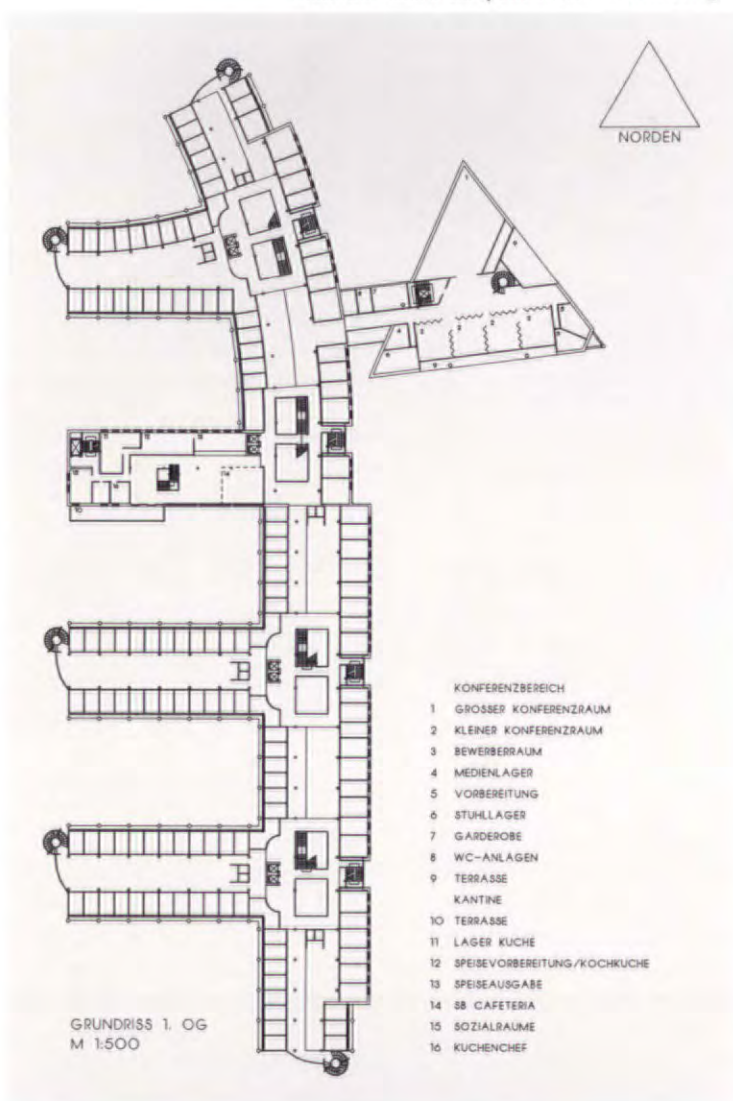 NORDEN
KONFERENZBEREICH
1 GROSSER KONFERENZRAUM
2 KLEINER KONFERENZRAUM
3 BEWERBERRAUM
4 MEDIENLAGER
5 VORBEREITUNG
6 STUHLLAGER
7 GARDEROBE
8 WC-ANLAGEN
9 TERRASSE
KANTINE
10 TERRASSE
11 LAGER KUCHE
12 SPEISEVORBEREITUNG/KOCHKUCHE
13 SPEISEAUSGABE
14 SB CAFETERIA
15 SOZIALRAUME
16 KUCHENCHEF
GRUNDRISS 1. OG
M 1:500